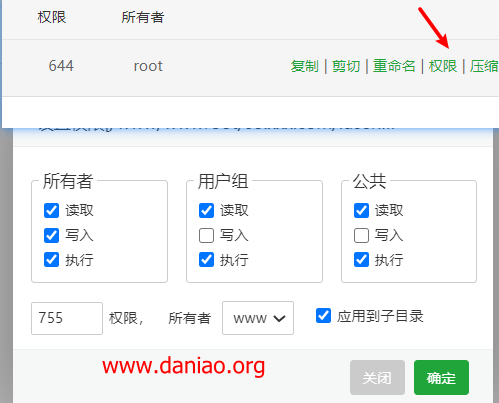 权限 所有者
644 root 复制 | 剪切 | 重命名 | 权限 | 压缩
所有者 用户组 公共
读取 读取 读取
写入 写入 写入
执行 执行 执行
755 权限， 所有者 www 应用到子目录
www.daniao.org
关闭 确定